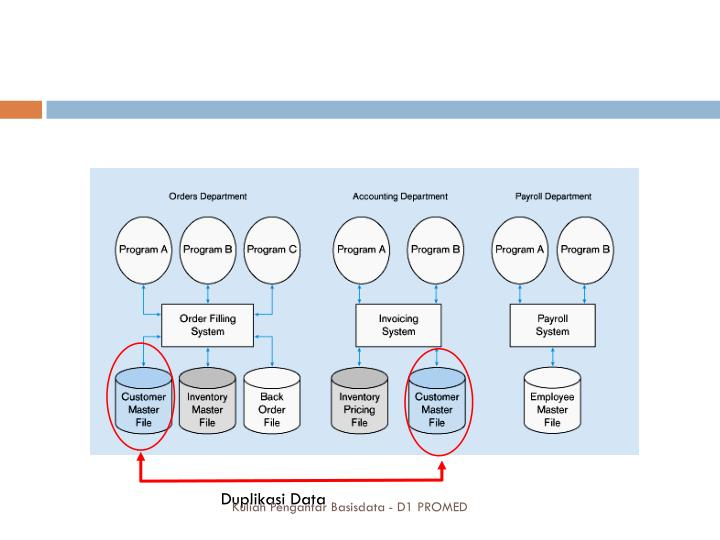 Orders Department
Accounting Department
Payroll Department
Program A
Program B
Program C
Program A
Program B
Program A
Program B
Order Filling
System
Invoicing
System
Payroll
System
Customer
Master
File
Inventory
Master
File
Back
Order
File
Inventory
Pricing
File
Customer
Master
File
Employee
Master
File
Duplikasi Data
Kuliah Pengantar Basisdata - D1 PROMED